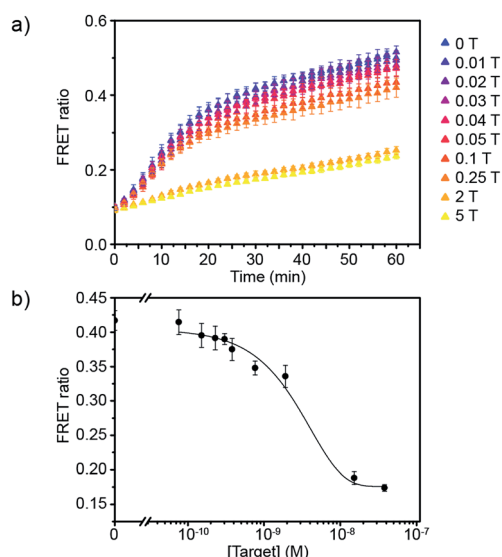 a)
0.6
0.4
0.2
0.0
FRET ratio
0 10 20 30 40 50 60
Time (min)
0 T
0.01 T
0.02 T
0.03 T
0.04 T
0.05 T
0.1 T
0.25 T
2 T
5 T
b)
0.45
0.40
0.35
0.30
0.25
0.20
0.15
FRET ratio
0 10⁻¹⁰ 10⁻⁹ 10⁻⁸ 10⁻⁷
[Target] (M)